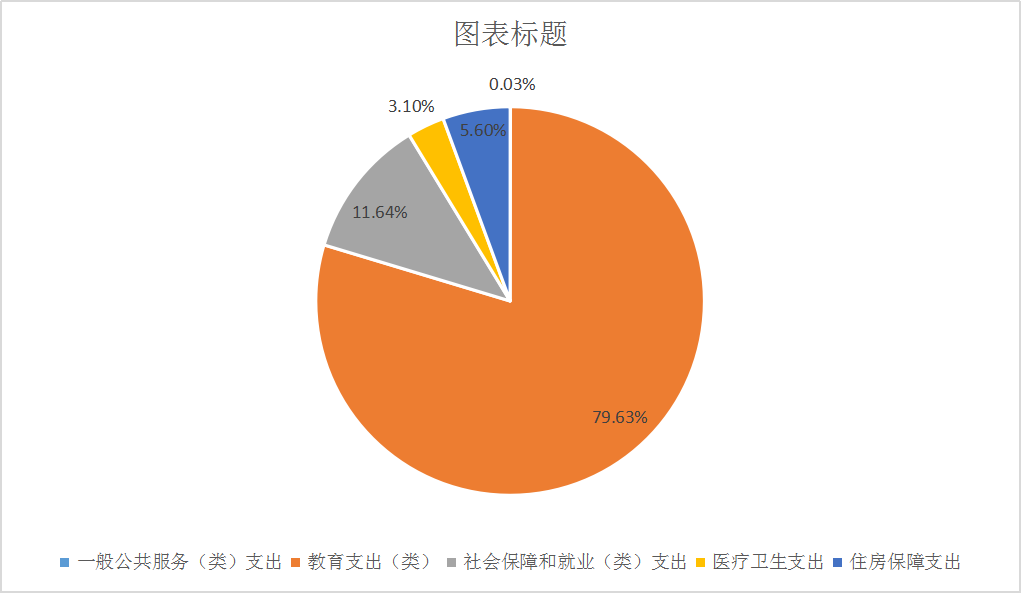 图表标题
0.03%
3.10%
5.60%
11.64%
79.63%
一般公共服务（类）支出 教育支出（类） 社会保障和就业（类）支出 医疗卫生支出 住房保障支出